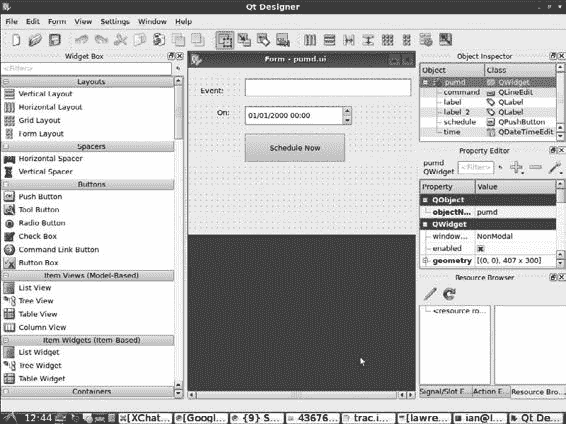 Qt Designer
File Edit Form View Settings Window Help
Widget Box
<Filter>
Layouts
Vertical Layout
Horizontal Layout
Grid Layout
Form Layout
Spacers
Horizontal Spacer
Vertical Spacer
Buttons
Push Button
Tool Button
Radio Button
Check Box
Command Link Button
Button Box
Item Views (Model-Based)
List View
Tree View
Table View
Column View
Item Widgets (Item-Based)
List Widget
Tree Widget
Table Widget
Containers
Form - pumd.ui
Event:
On: 01/01/2000 00:00
Schedule Now
Object Inspector
Object Class
pumd QWidget
command QLineEdit
label QLabel
label_2 QLabel
schedule QPushButton
time QDateTimeEdit
Property Editor
pumd
QWidget
<Filter>
Property Value
QObject
objectN... pumd
QWidget
window... NonModal
enabled
geometry [(0, 0), 407 x 300]
Resource Browser
<resource ro...
Signal/Slot E... Action E... Resource Bro...
12:44 [XChat... [Googl... {9} S... 43676... trac.i... [lawre... ian@l... Qt De...